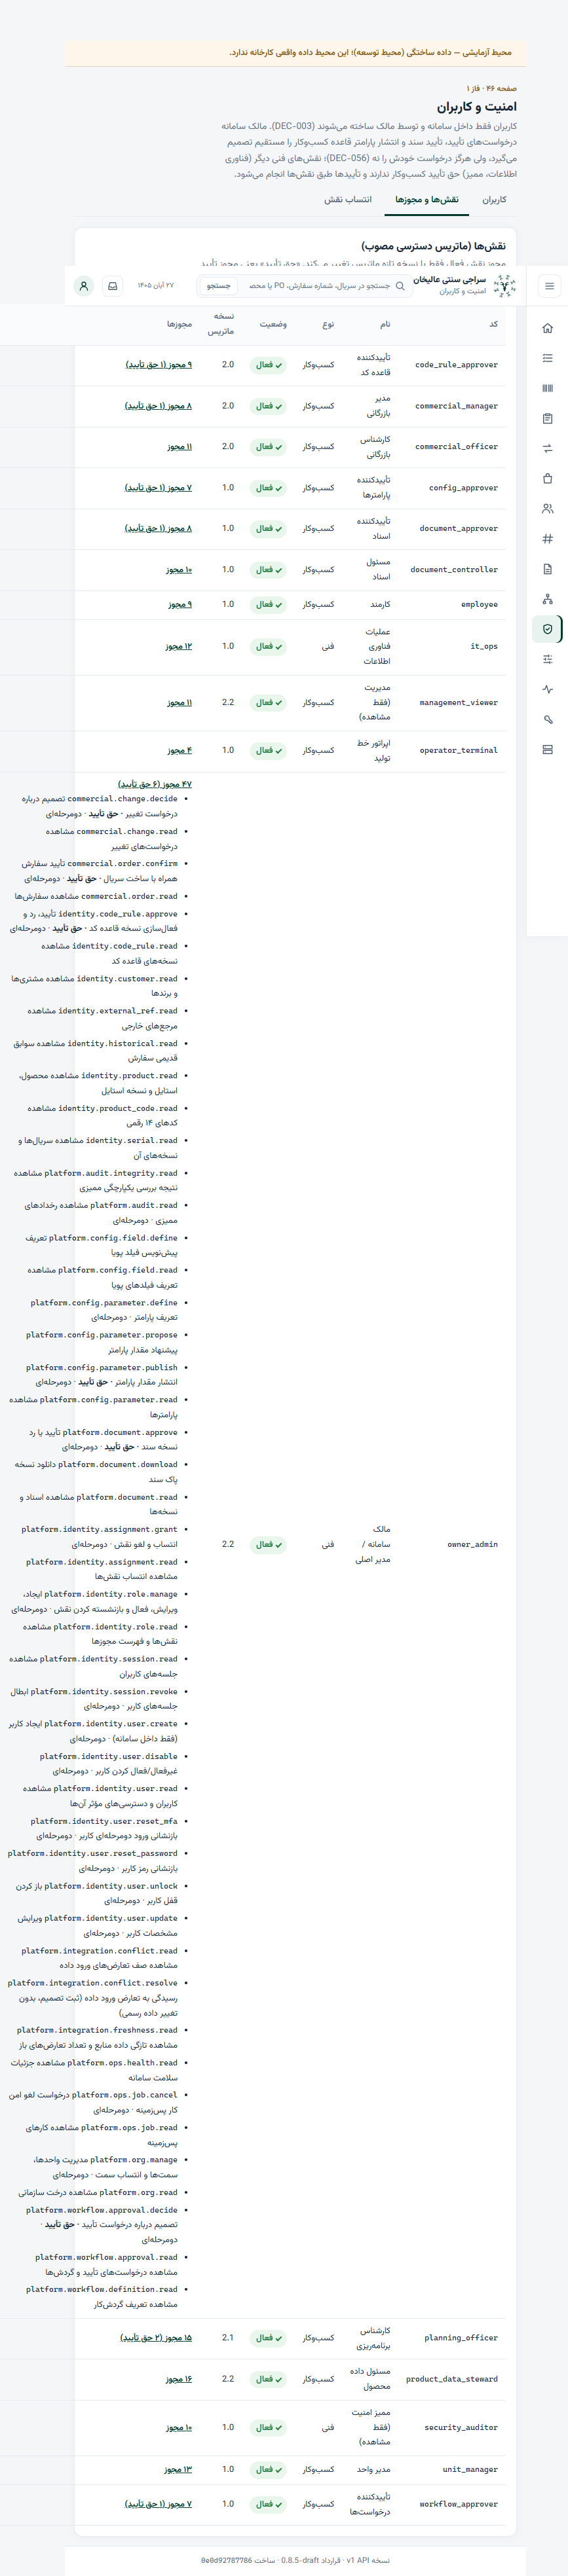 محیط آزمایشی — داده ساختگی (محیط توسعه)؛ این محیط داده واقعی کارخانه ندارد.
صفحه ۴۶ · فاز ۱
امنیت و کاربران
کاربران فقط داخل سامانه و توسط مالک ساخته می‌شوند (DEC-003). مالک سامانه
درخواست‌های تأیید، تأیید سند و انتشار پارامتر قاعده کسب‌وکار را مستقیم تصمیم
می‌گیرد، ولی هرگز درخواست خودش را نه (DEC-056)؛ نقش‌های فنی دیگر (فناوری
اطلاعات، ممیز) حق تأیید کسب‌وکار ندارند و تأییدها طبق نقش‌ها انجام می‌شود.
کاربران
نقش‌ها و مجوزها
انتساب نقش
نقش‌ها (ماتریس دسترسی مصوب)
مجوز نقش فعال فقط با نسخه تازه ماتریس تغییر می‌کند. «حق تأیید» یعنی مجوز تأیید
سراجی سنتی عالیخان
امنیت و کاربران
جستجو در سریال، شماره سفارش، PO یا محص
جستجو
۲۷ آبان ۱۴۰۵
کد نام نوع وضعیت نسخه ماتریس مجوزها
code_rule_approver تأییدکننده قاعده کد کسب‌وکار فعال 2.0 ۹ مجوز (۱ حق تأیید)
commercial_manager مدیر بازرگانی کسب‌وکار فعال 2.0 ۸ مجوز (۱ حق تأیید)
commercial_officer کارشناس بازرگانی کسب‌وکار فعال 2.0 ۱۱ مجوز
config_approver تأییدکننده پارامترها کسب‌وکار فعال 1.0 ۷ مجوز (۱ حق تأیید)
document_approver تأییدکننده اسناد کسب‌وکار فعال 1.0 ۸ مجوز (۱ حق تأیید)
document_controller مسئول اسناد کسب‌وکار فعال 1.0 ۱۰ مجوز
employee کارمند کسب‌وکار فعال 1.0 ۹ مجوز
it_ops عملیات فناوری اطلاعات فنی فعال 1.0 ۱۲ مجوز
management_viewer مدیریت (فقط مشاهده) کسب‌وکار فعال 2.2 ۱۱ مجوز
operator_terminal اپراتور خط تولید کسب‌وکار فعال 1.0 ۴ مجوز
owner_admin مالک سامانه / مدیر اصلی فنی فعال 2.2 ۴۷ مجوز (۶ حق تأیید)
commercial.change.decide تصمیم درباره
درخواست تغییر · حق تأیید · دومرحله‌ای
commercial.change.read مشاهده
درخواست‌های تغییر
commercial.order.confirm تأیید سفارش
همراه با ساخت سریال · حق تأیید · دومرحله‌ای
commercial.order.read مشاهده سفارش‌ها
identity.code_rule.approve تأیید، رد و
فعال‌سازی نسخه قاعده کد · حق تأیید · دومرحله‌ای
identity.code_rule.read مشاهده
نسخه‌های قاعده کد
identity.customer.read مشاهده مشتری‌ها
و برندها
identity.external_ref.read مشاهده
مرجع‌های خارجی
identity.historical.read مشاهده سوابق
قدیمی سفارش
identity.product.read مشاهده محصول،
استایل و نسخه استایل
identity.product_code.read مشاهده
کدهای ۱۴ رقمی
identity.serial.read مشاهده سریال‌ها و
نسخه‌های آن
platform.audit.integrity.read مشاهده
نتیجه بررسی یکپارچگی ممیزی
platform.audit.read مشاهده رخدادهای
ممیزی · دومرحله‌ای
platform.config.field.define تعریف
پیش‌نویس فیلد پویا
platform.config.field.read مشاهده
تعریف فیلدهای پویا
platform.config.parameter.define
تعریف پارامتر · دومرحله‌ای
platform.config.parameter.propose
پیشنهاد مقدار پارامتر
platform.config.parameter.publish
انتشار مقدار پارامتر · حق تأیید · دومرحله‌ای
platform.config.parameter.read مشاهده
پارامترها
platform.document.approve تأیید یا رد
نسخه سند · حق تأیید · دومرحله‌ای
platform.document.download دانلود نسخه
پاک سند
platform.document.read مشاهده اسناد و
نسخه‌ها
platform.identity.assignment.grant
انتساب و لغو نقش · دومرحله‌ای
platform.identity.assignment.read
مشاهده انتساب نقش‌ها
platform.identity.role.manage ایجاد،
ویرایش، فعال و بازنشسته کردن نقش · دومرحله‌ای
platform.identity.role.read مشاهده
نقش‌ها و فهرست مجوزها
platform.identity.session.read مشاهده
جلسه‌های کاربران
platform.identity.session.revoke ابطال
جلسه‌های کاربر · دومرحله‌ای
platform.identity.user.create ایجاد کاربر
(فقط داخل سامانه) · دومرحله‌ای
platform.identity.user.disable
غیرفعال/فعال کردن کاربر · دومرحله‌ای
platform.identity.user.read مشاهده
کاربران و دسترسی‌های مؤثر آن‌ها
platform.identity.user.reset_mfa
بازنشانی ورود دومرحله‌ای کاربر · دومرحله‌ای
platform.identity.user.reset_password
بازنشانی رمز کاربر · دومرحله‌ای
platform.identity.user.unlock باز کردن
قفل کاربر · دومرحله‌ای
platform.identity.user.update ویرایش
مشخصات کاربر · دومرحله‌ای
platform.integration.conflict.read
مشاهده صف تعارض‌های ورود داده
platform.integration.conflict.resolve
رسیدگی به تعارض ورود داده (ثبت تصمیم، بدون
تغییر داده رسمی)
platform.integration.freshness.read
مشاهده تازگی داده منابع و تعداد تعارض‌های باز
platform.ops.health.read مشاهده جزئیات
سلامت سامانه
platform.ops.job.cancel درخواست لغو امن
کار پس‌زمینه · دومرحله‌ای
platform.ops.job.read مشاهده کارهای
پس‌زمینه
platform.org.manage مدیریت واحدها،
سمت‌ها و انتساب سمت · دومرحله‌ای
platform.org.read مشاهده درخت سازمانی
platform.workflow.approval.decide
تصمیم درباره درخواست تأیید · حق تأیید ·
دومرحله‌ای
platform.workflow.approval.read
مشاهده درخواست‌های تأیید و گردش‌ها
platform.workflow.definition.read
مشاهده تعریف گردش‌کار
planning_officer کارشناس برنامه‌ریزی کسب‌وکار فعال 2.1 ۱۵ مجوز (۲ حق تأیید)
product_data_steward مسئول داده محصول کسب‌وکار فعال 2.2 ۱۶ مجوز
security_auditor ممیز امنیت (فقط مشاهده) فنی فعال 1.0 ۱۰ مجوز
unit_manager مدیر واحد کسب‌وکار فعال 1.0 ۱۳ مجوز
workflow_approver تأییدکننده درخواست‌ها کسب‌وکار فعال 1.0 ۷ مجوز (۱ حق تأیید)
نسخه v1 API · قرارداد 0.8.5-draft · ساخت 0e0d92787786